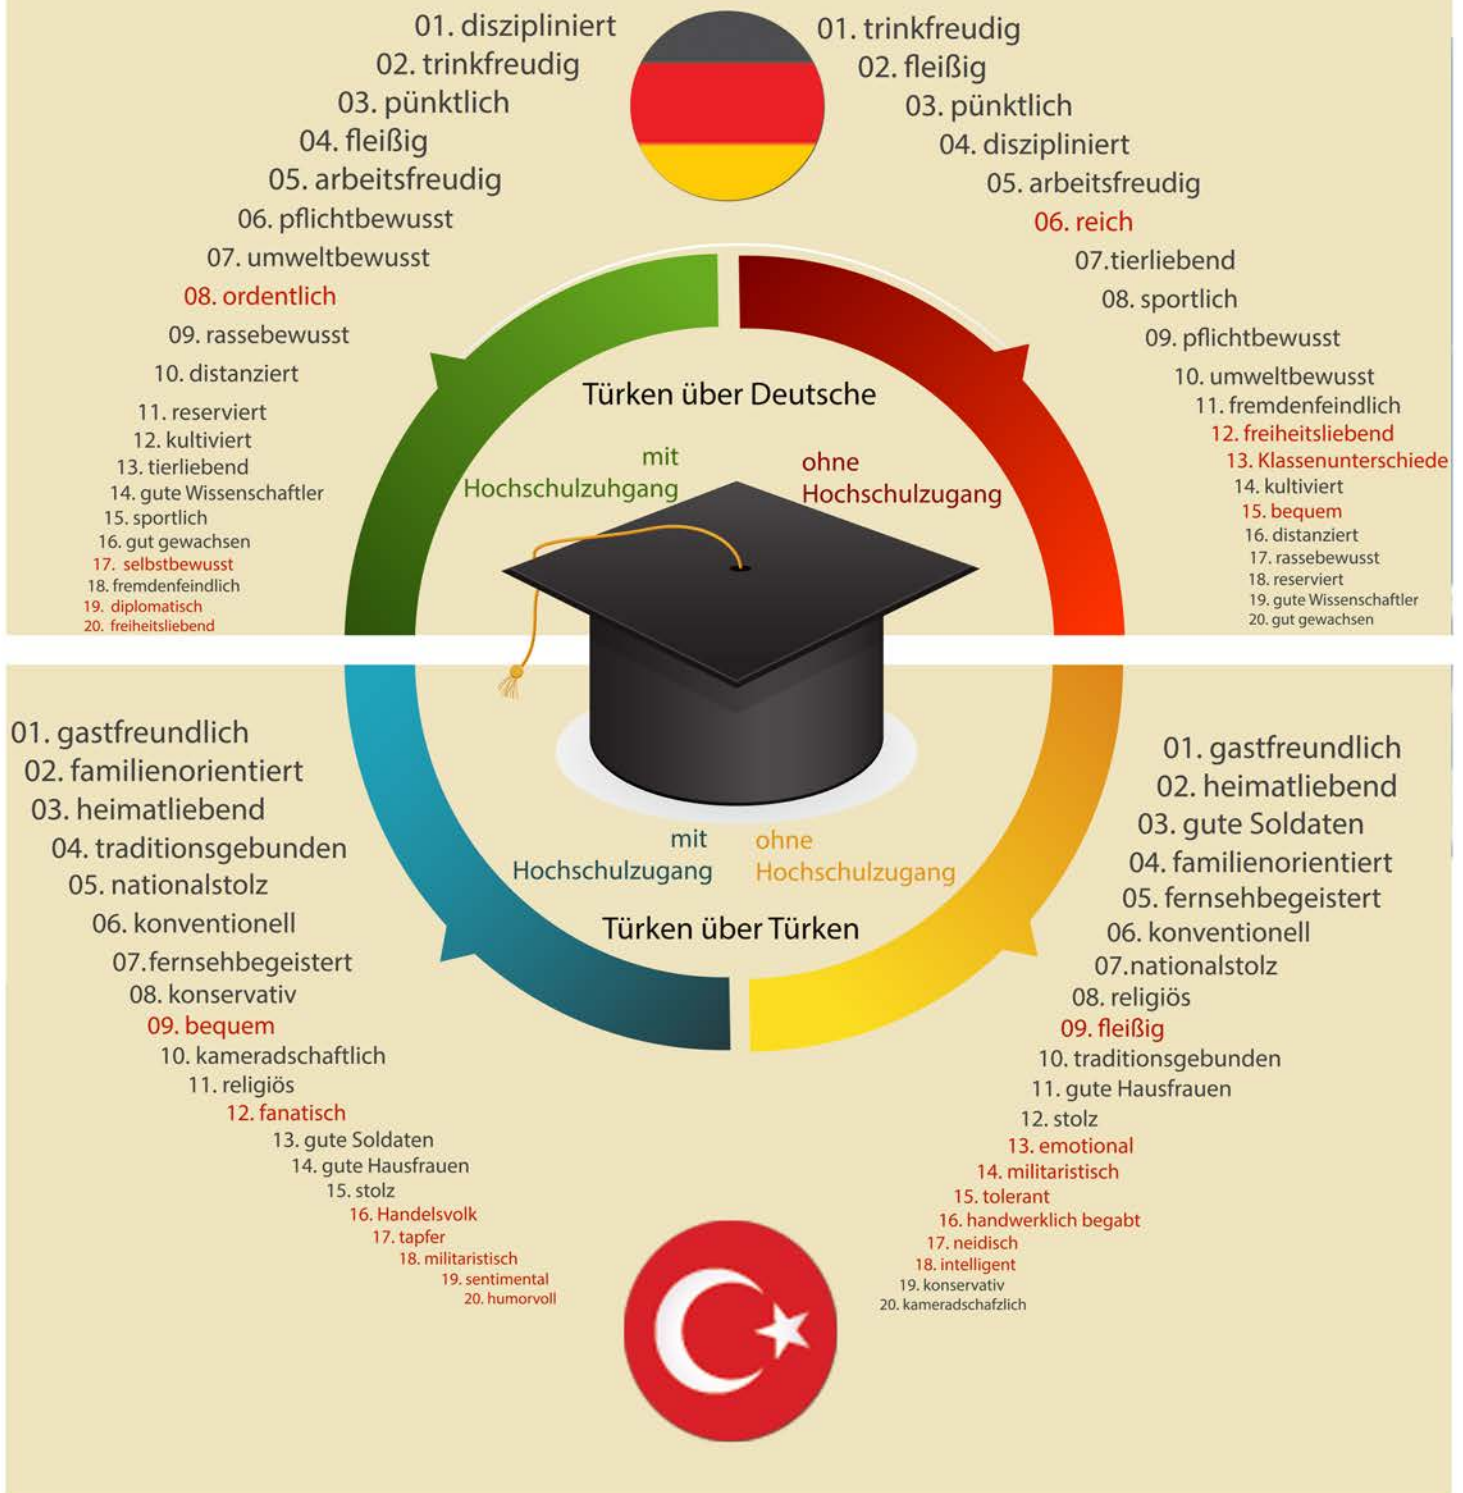 01. diszipliniert
02. trinkfreudig
03. pünktlich
04. fleißig
05. arbeitsfreudig
06. pflichtbewusst
07. umweltbewusst
08. ordentlich
09. rassebewusst
10. distanziert
11. reserviert
12. kultiviert
13. tierliebend
14. gute Wissenschaftler
15. sportlich
16. gut gewachsen
17. selbstbewusst
18. fremdenfeindlich
19. diplomatisch
20. freiheitsliebend
01. trinkfreudig
02. fleißig
03. pünktlich
04. diszipliniert
05. arbeitsfreudig
06. reich
07.tierliebend
08. sportlich
09. pflichtbewusst
10. umweltbewusst
11. fremdenfeindlich
12. freiheitsliebend
13. Klassenunterschiede
14. kultiviert
15. bequem
16. distanziert
17. rassebewusst
18. reserviert
19. gute Wissenschaftler
20. gut gewachsen
Türken über Deutsche
mit
Hochschulzuhgang
ohne
Hochschulzugang
mit
Hochschulzugang
ohne
Hochschulzugang
Türken über Türken
01. gastfreundlich
02. familienorientiert
03. heimatliebend
04. traditionsgebunden
05. nationalstolz
06. konventionell
07.fernsehbegeistert
08. konservativ
09. bequem
10. kameradschaftlich
11. religiös
12. fanatisch
13. gute Soldaten
14. gute Hausfrauen
15. stolz
16. Handelsvolk
17. tapfer
18. militaristisch
19. sentimental
20. humorvoll
01. gastfreundlich
02. heimatliebend
03. gute Soldaten
04. familienorientiert
05. fernsehbegeistert
06. konventionell
07.nationalstolz
08. religiös
09. fleißig
10. traditionsgebunden
11. gute Hausfrauen
12. stolz
13. emotional
14. militaristisch
15. tolerant
16. handwerklich begabt
17. neidisch
18. intelligent
19. konservativ
20. kameradschafzlich